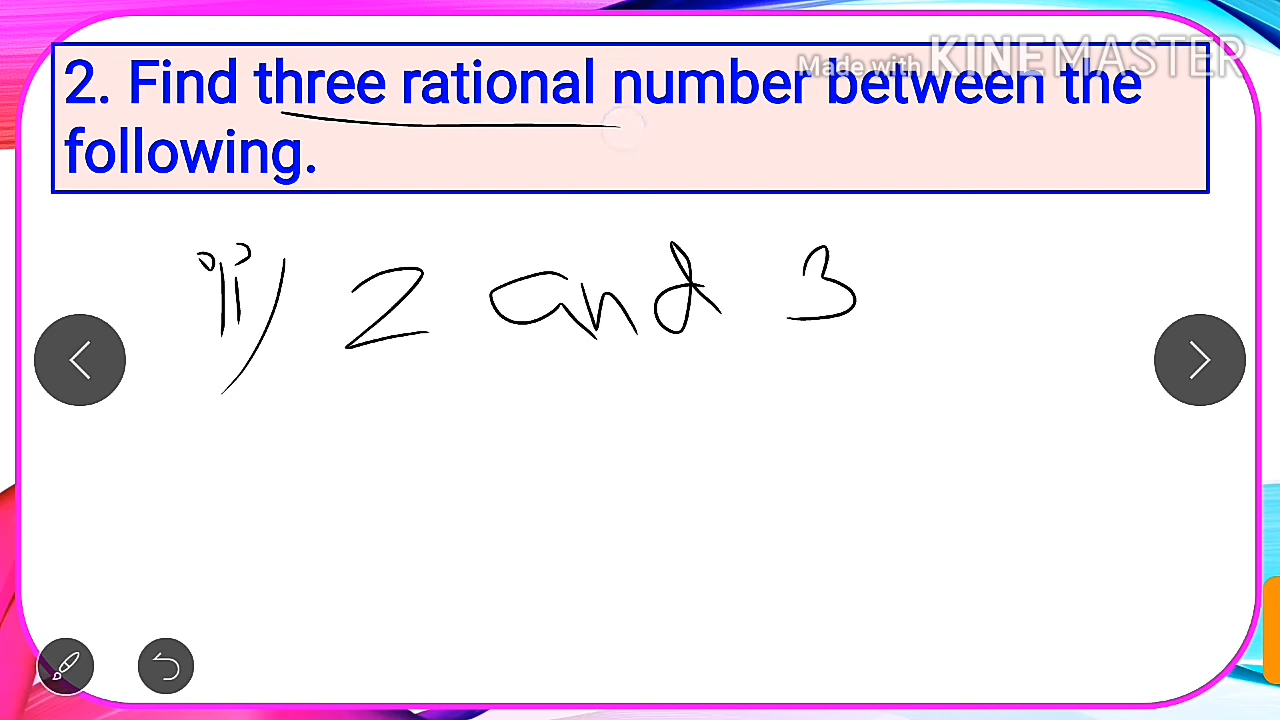 Made with KINEMASTER
2. Find three rational number between the
following.
ii) 2 and 3